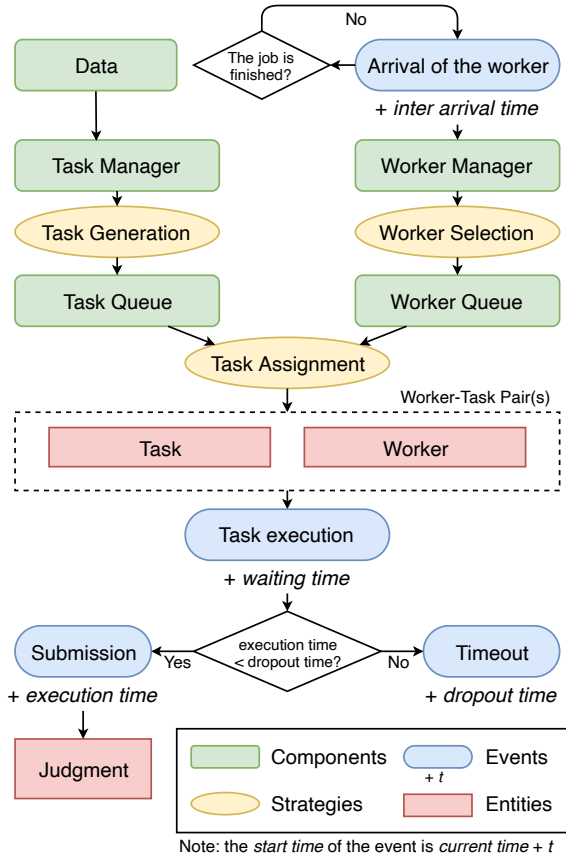 No
Data
The job is
finished?
Arrival of the worker
+ inter arrival time
Task Manager
Worker Manager
Task Generation
Worker Selection
Task Queue
Worker Queue
Task Assignment
Worker-Task Pair(s)
Task
Worker
Task execution
+ waiting time
Submission
Yes
execution time
< dropout time?
No
Timeout
+ execution time
+ dropout time
Judgment
Components
Events
+ t
Strategies
Entities
Note: the start time of the event is current time + t